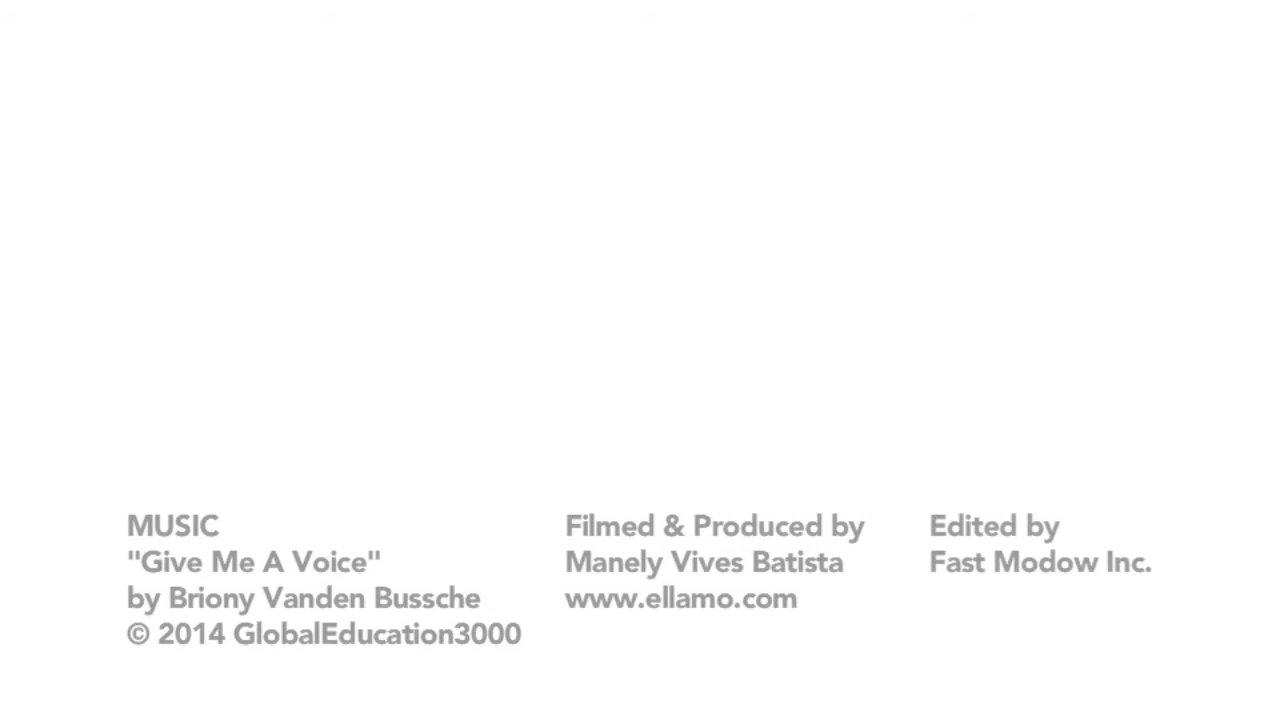 MUSIC
"Give Me A Voice"
by Briony Vanden Bussche
© 2014 GlobalEducation3000
Filmed & Produced by
Manely Vives Batista
www.ellamo.com
Edited by
Fast Modow Inc.